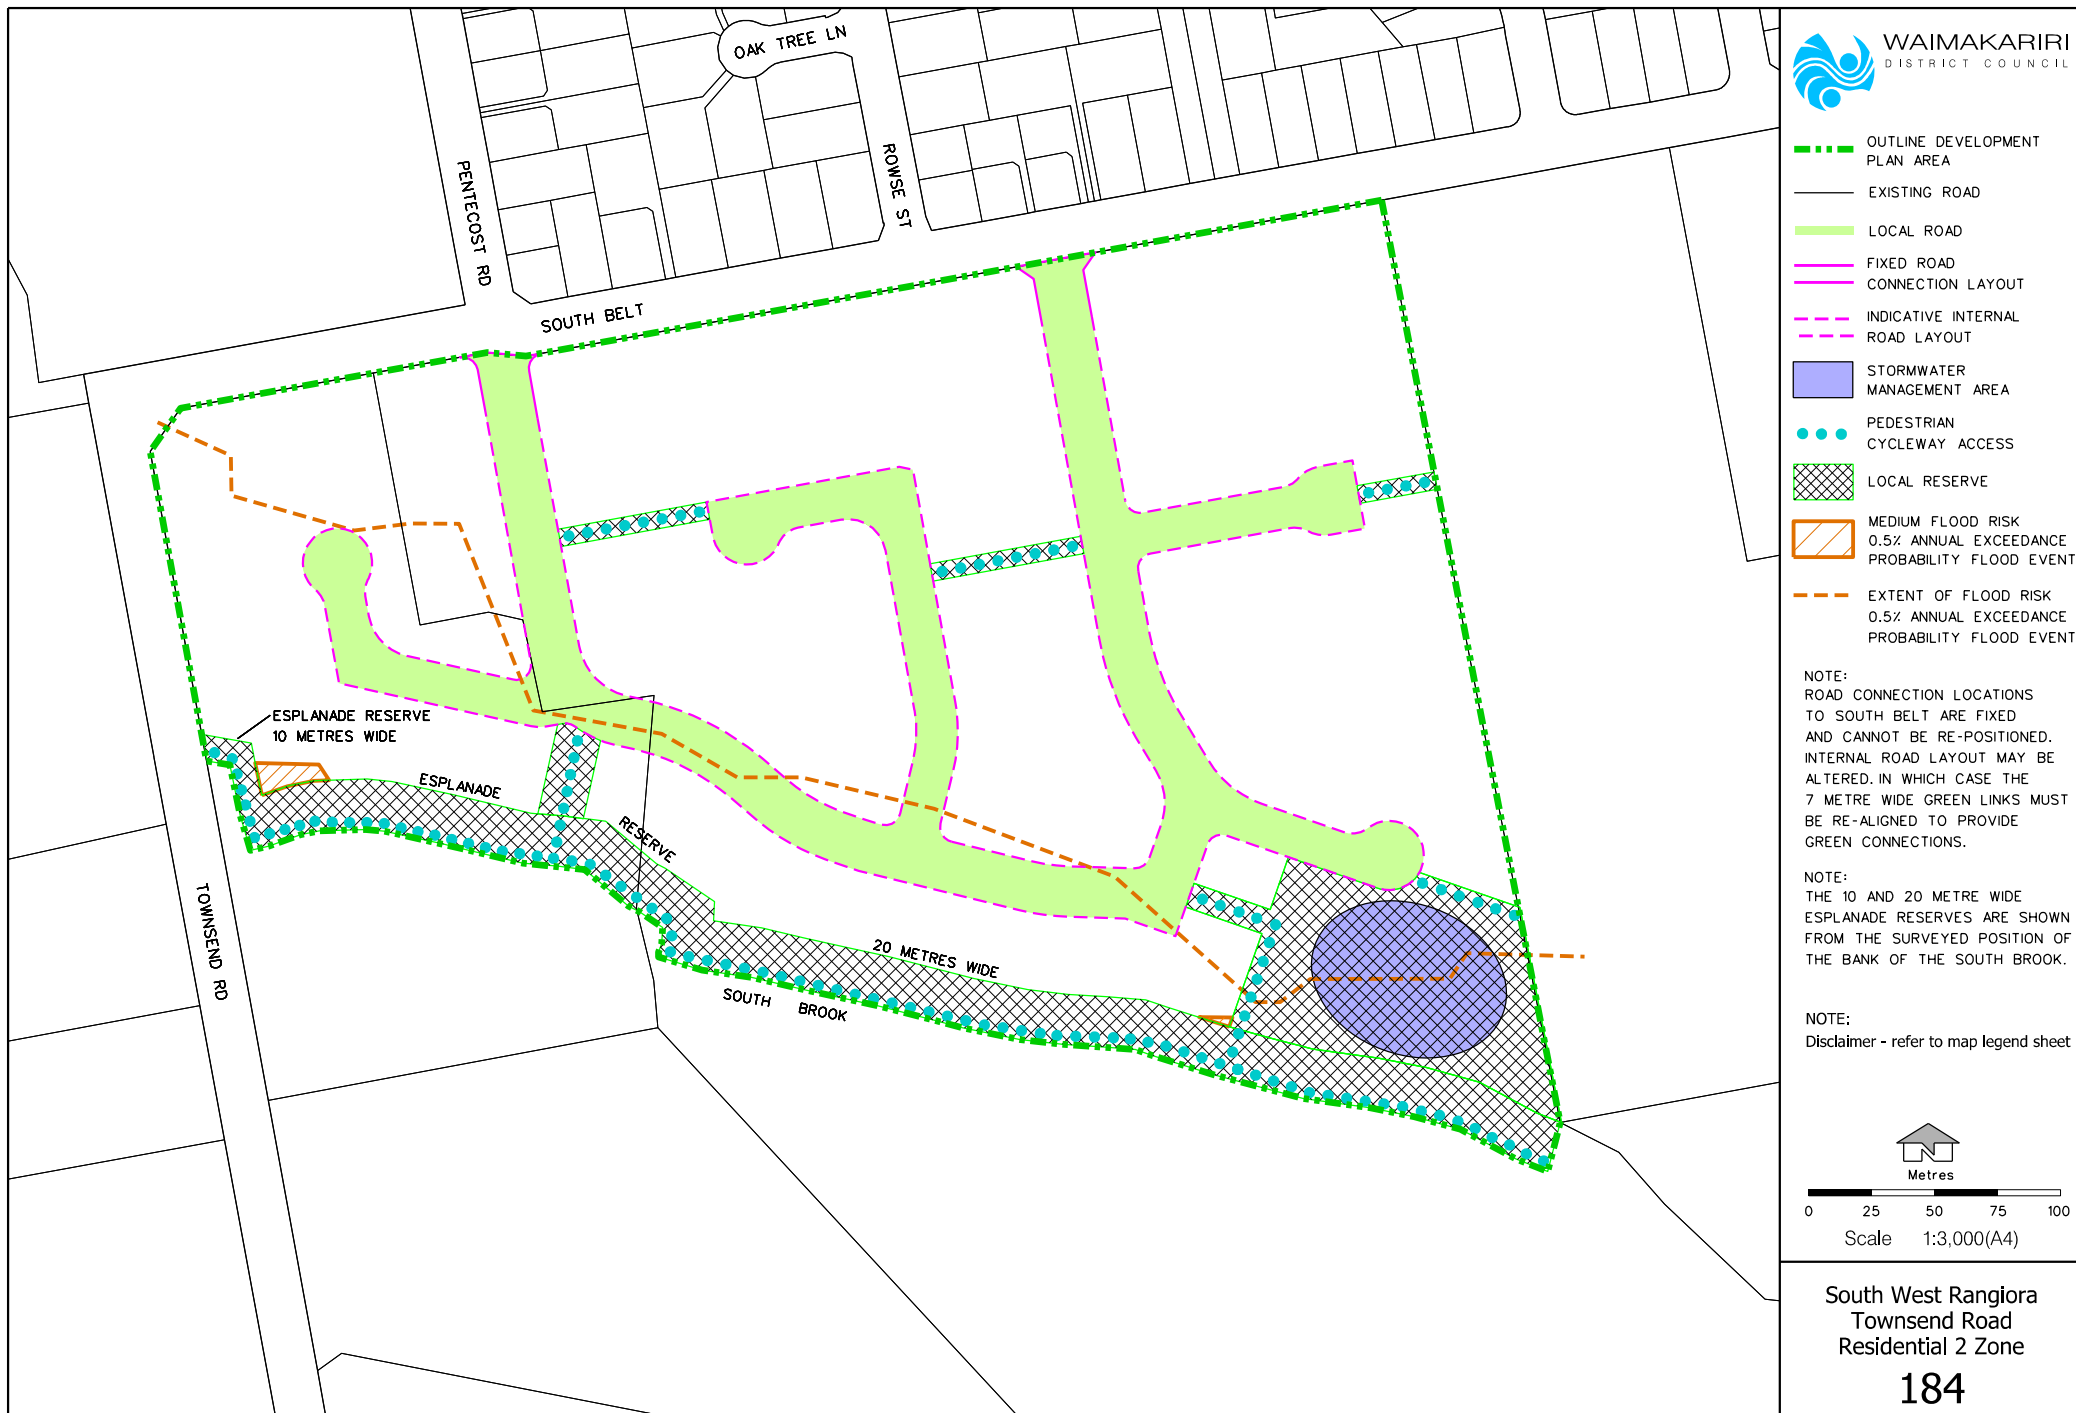 OAK TREE LN
PENTECOST RD
ROWSE ST
SOUTH BELT
ESPLANADE RESERVE
10 METRES WIDE
ESPLANADE
RESERVE
20 METRES WIDE
SOUTH BROOK
TOWNSEND RD
WAIMAKARIRI
DISTRICT COUNCIL
OUTLINE DEVELOPMENT
PLAN AREA
EXISTING ROAD
LOCAL ROAD
FIXED ROAD
CONNECTION LAYOUT
INDICATIVE INTERNAL
ROAD LAYOUT
STORMWATER
MANAGEMENT AREA
PEDESTRIAN
CYCLEWAY ACCESS
LOCAL RESERVE
MEDIUM FLOOD RISK
0.5% ANNUAL EXCEEDANCE
PROBABILITY FLOOD EVENT
EXTENT OF FLOOD RISK
0.5% ANNUAL EXCEEDANCE
PROBABILITY FLOOD EVENT
NOTE:
ROAD CONNECTION LOCATIONS
TO SOUTH BELT ARE FIXED
AND CANNOT BE RE-POSITIONED.
INTERNAL ROAD LAYOUT MAY BE
ALTERED. IN WHICH CASE THE
7 METRE WIDE GREEN LINKS MUST
BE RE-ALIGNED TO PROVIDE
GREEN CONNECTIONS.
NOTE:
THE 10 AND 20 METRE WIDE
ESPLANADE RESERVES ARE SHOWN
FROM THE SURVEYED POSITION OF
THE BANK OF THE SOUTH BROOK.
NOTE:
Disclaimer - refer to map legend sheet
Metres
0 25 50 75 100
Scale 1:3,000(A4)
South West Rangiora
Townsend Road
Residential 2 Zone
184